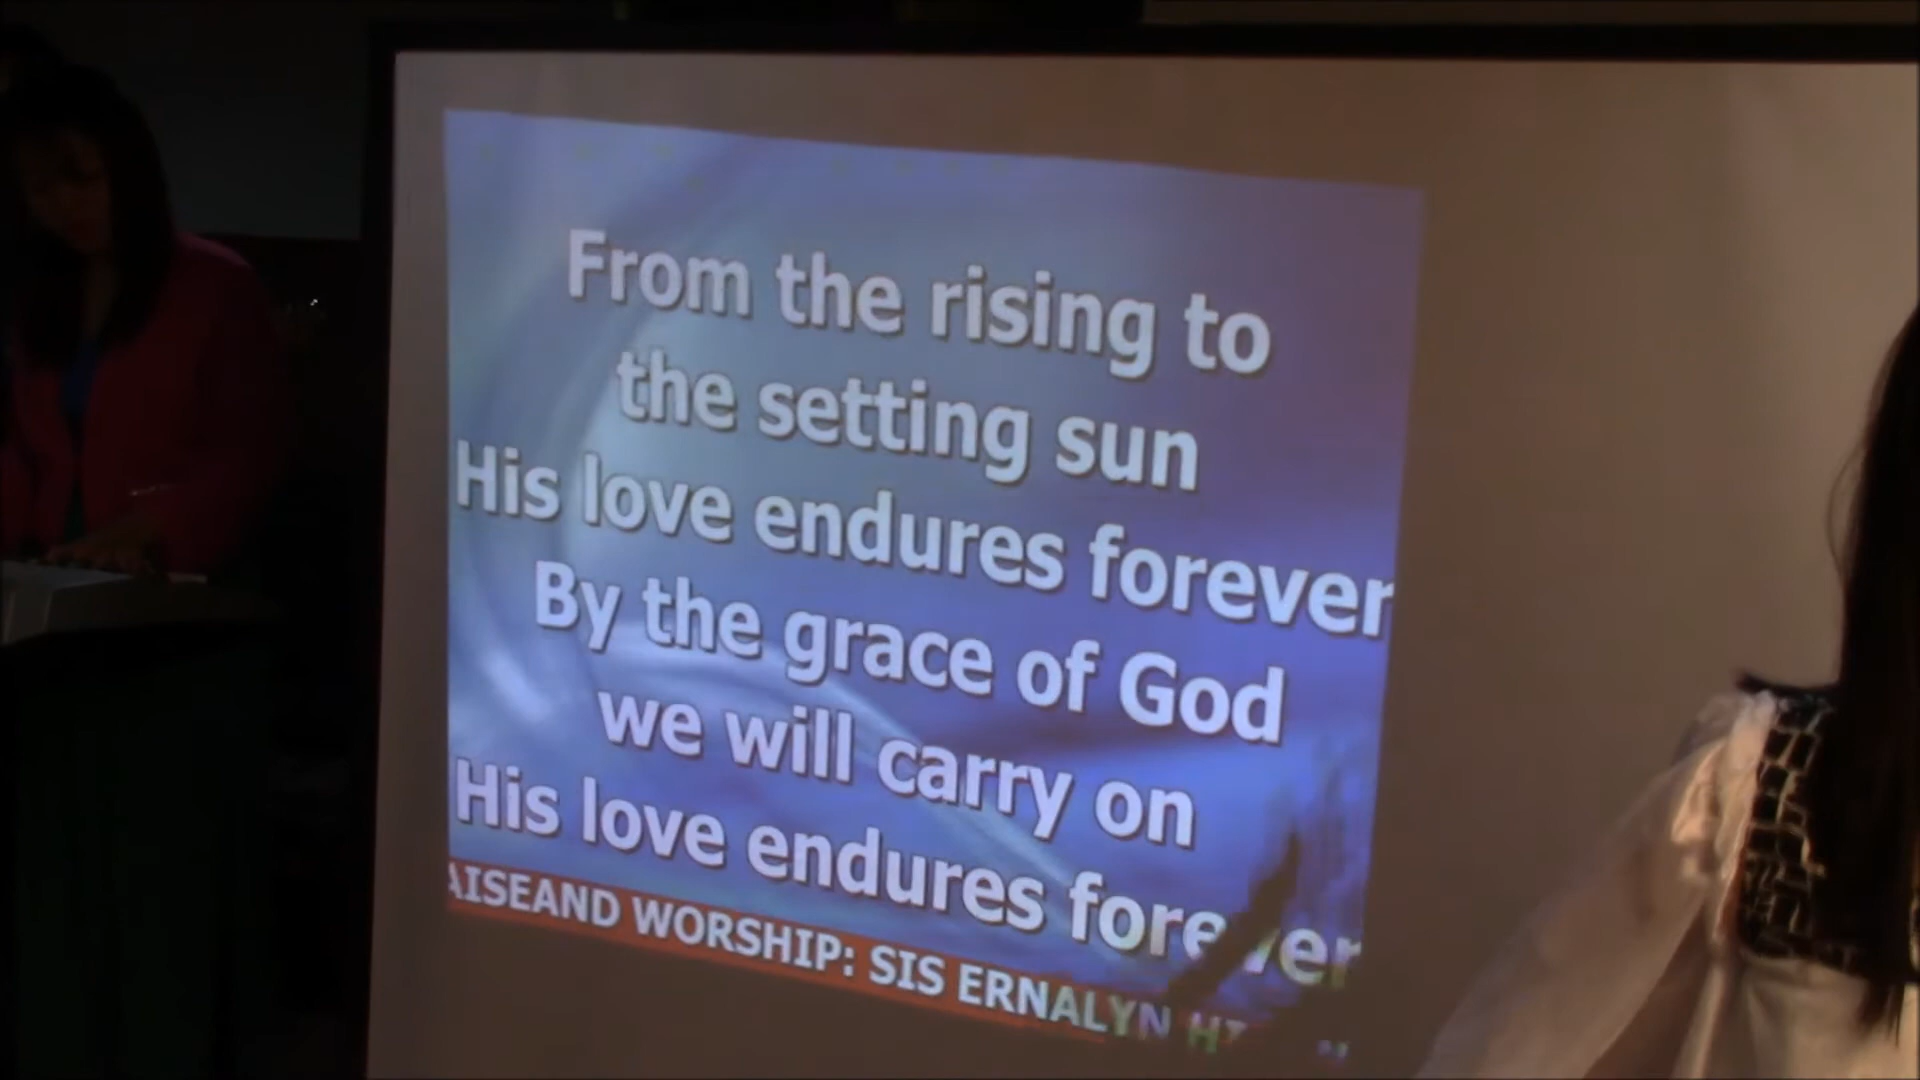 From the rising to
the setting sun
His love endures forever
By the grace of God
we will carry on
His love endures forever
AISEAND WORSHIP: SIS ERNALYN